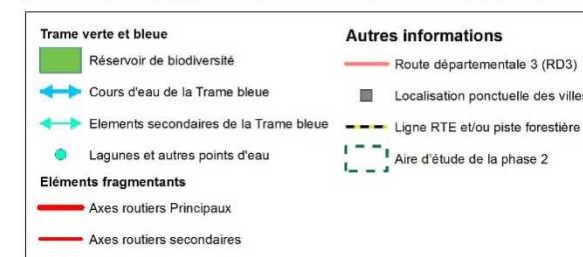 Trame verte et bleue
Réservoir de biodiversité
Cours d'eau de la Trame bleue
Elements secondaires de la Trame bleue
Lagunes et autres points d'eau
Eléments fragmentants
Axes routiers Principaux
Axes routiers secondaires
Autres informations
Route départementale 3 (RD3)
Localisation ponctuelle des villes
Ligne RTE et/ou piste forestière
Aire d'étude de la phase 2